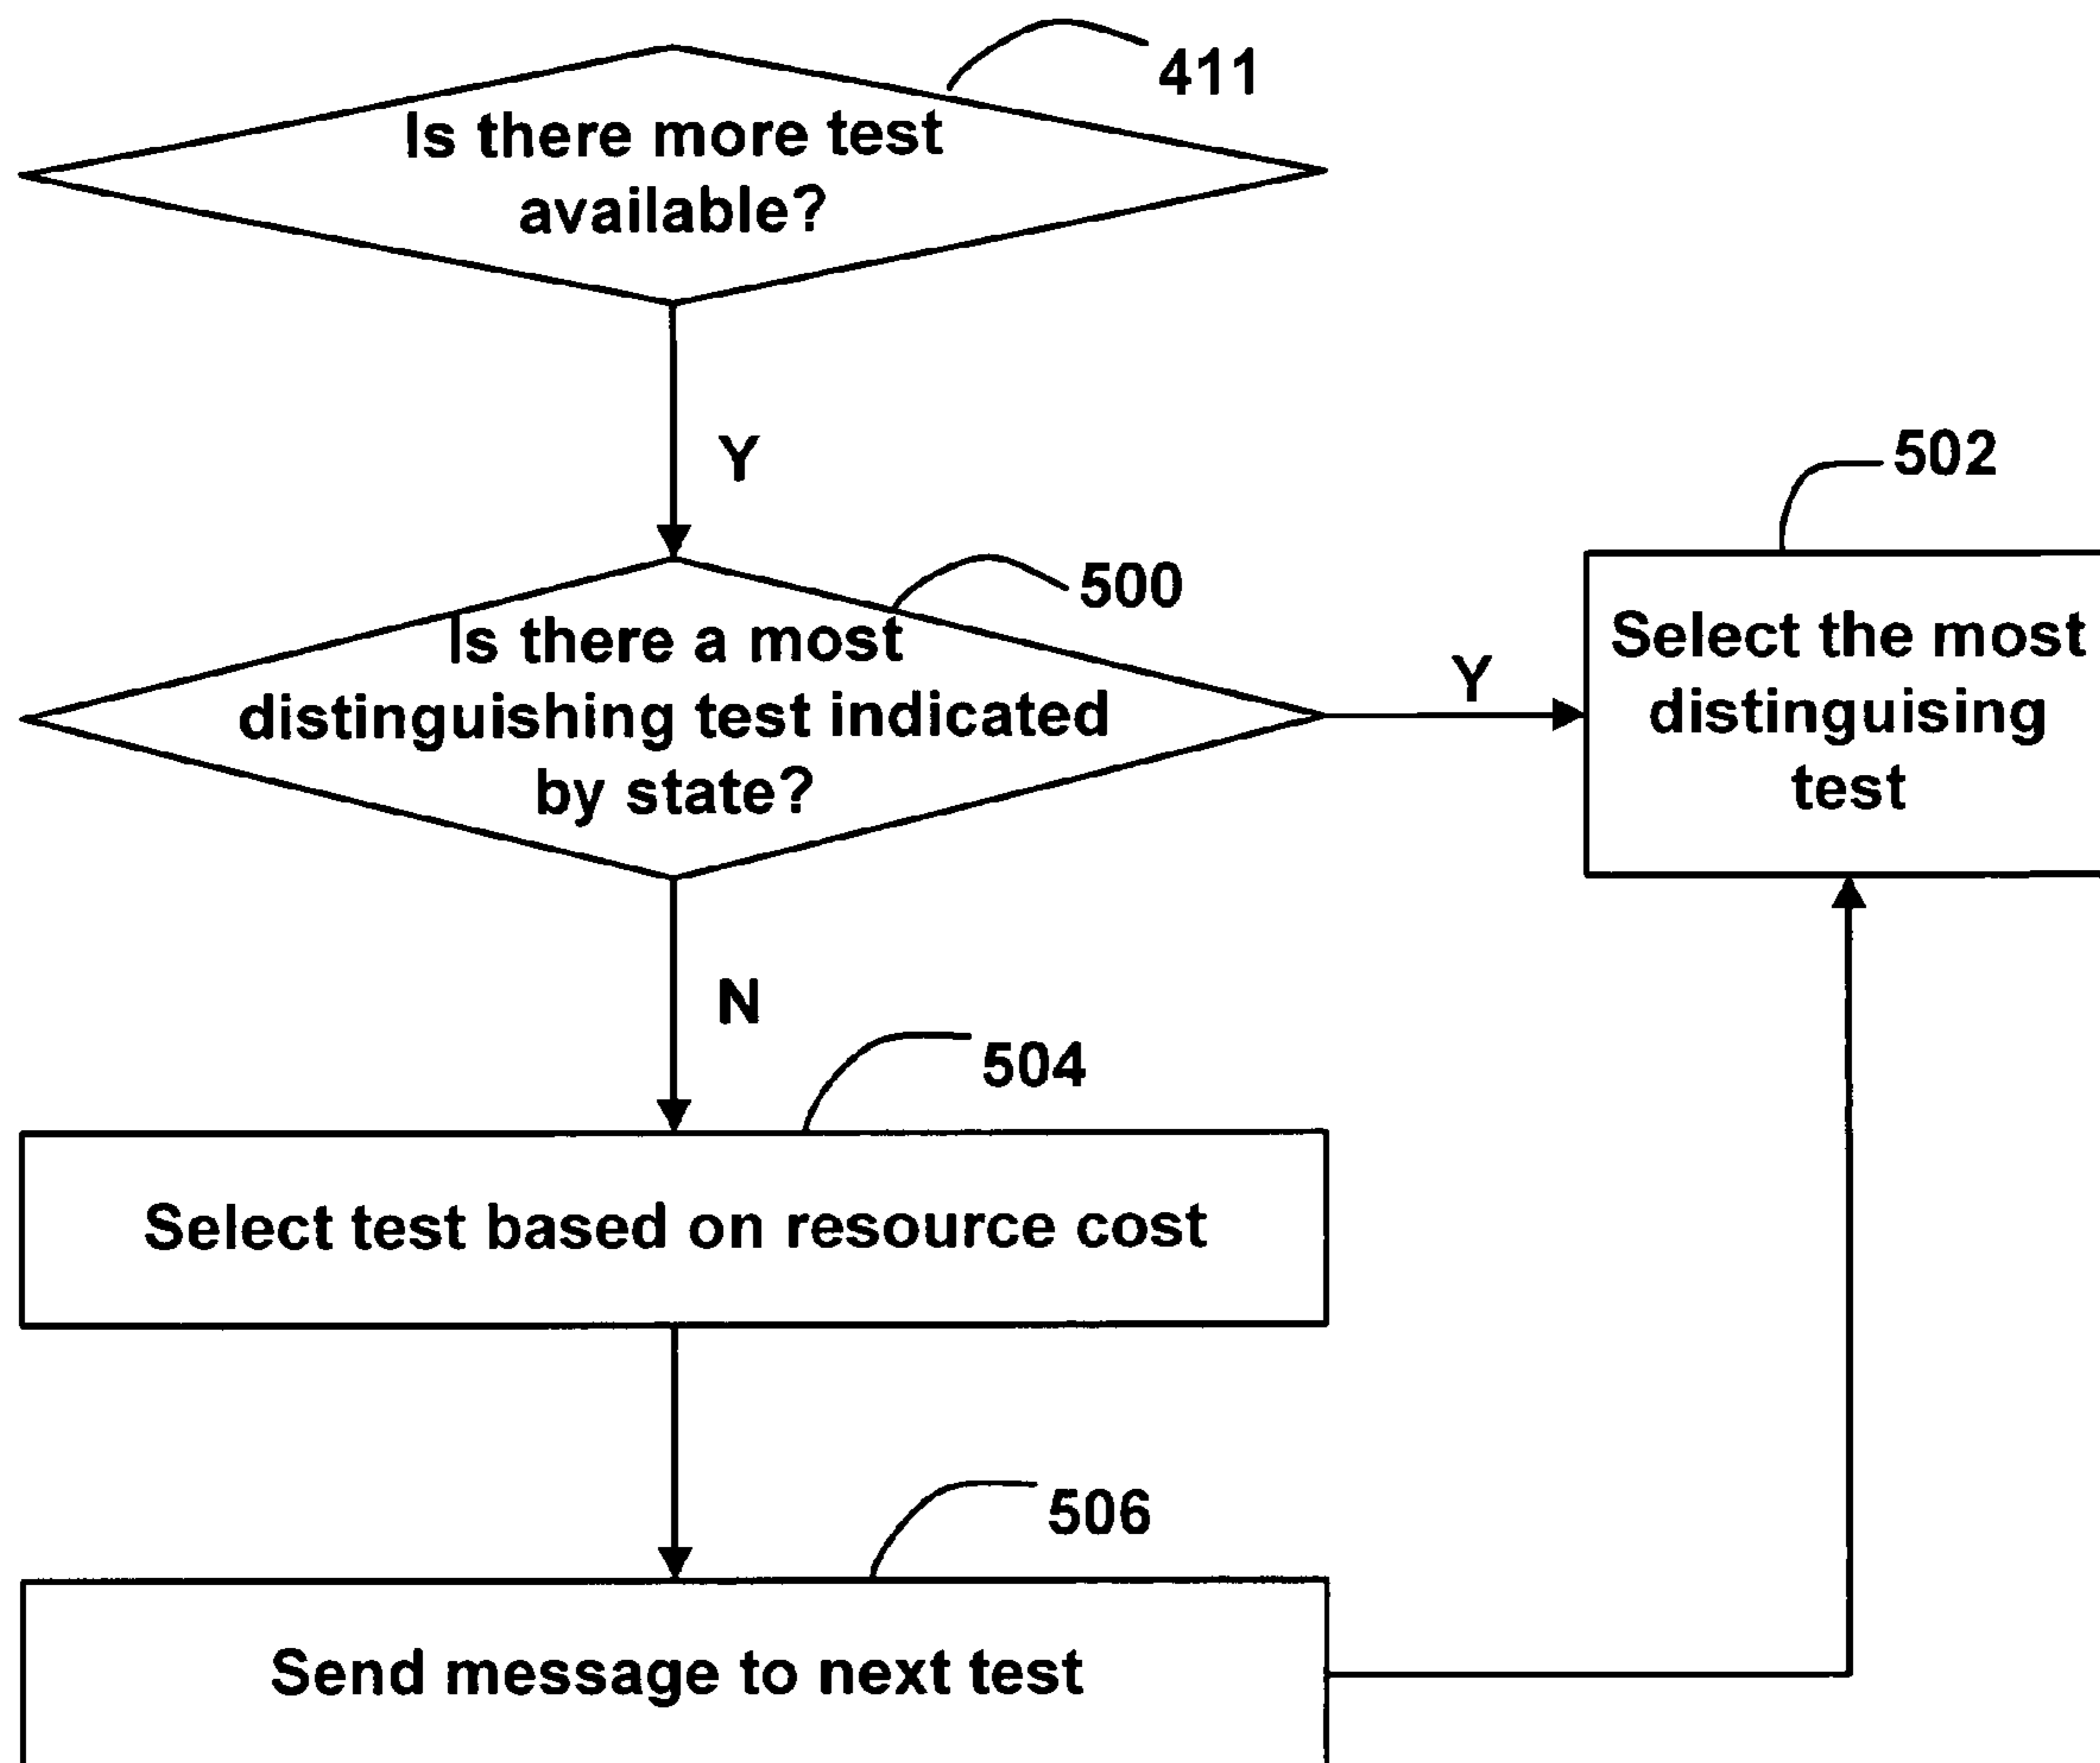 411
Is there more test
available?
Y
502
500
Is there a most
distinguishing test indicated
by state?
Y
Select the most
distinguising
test
N
504
Select test based on resource cost
506
Send message to next test